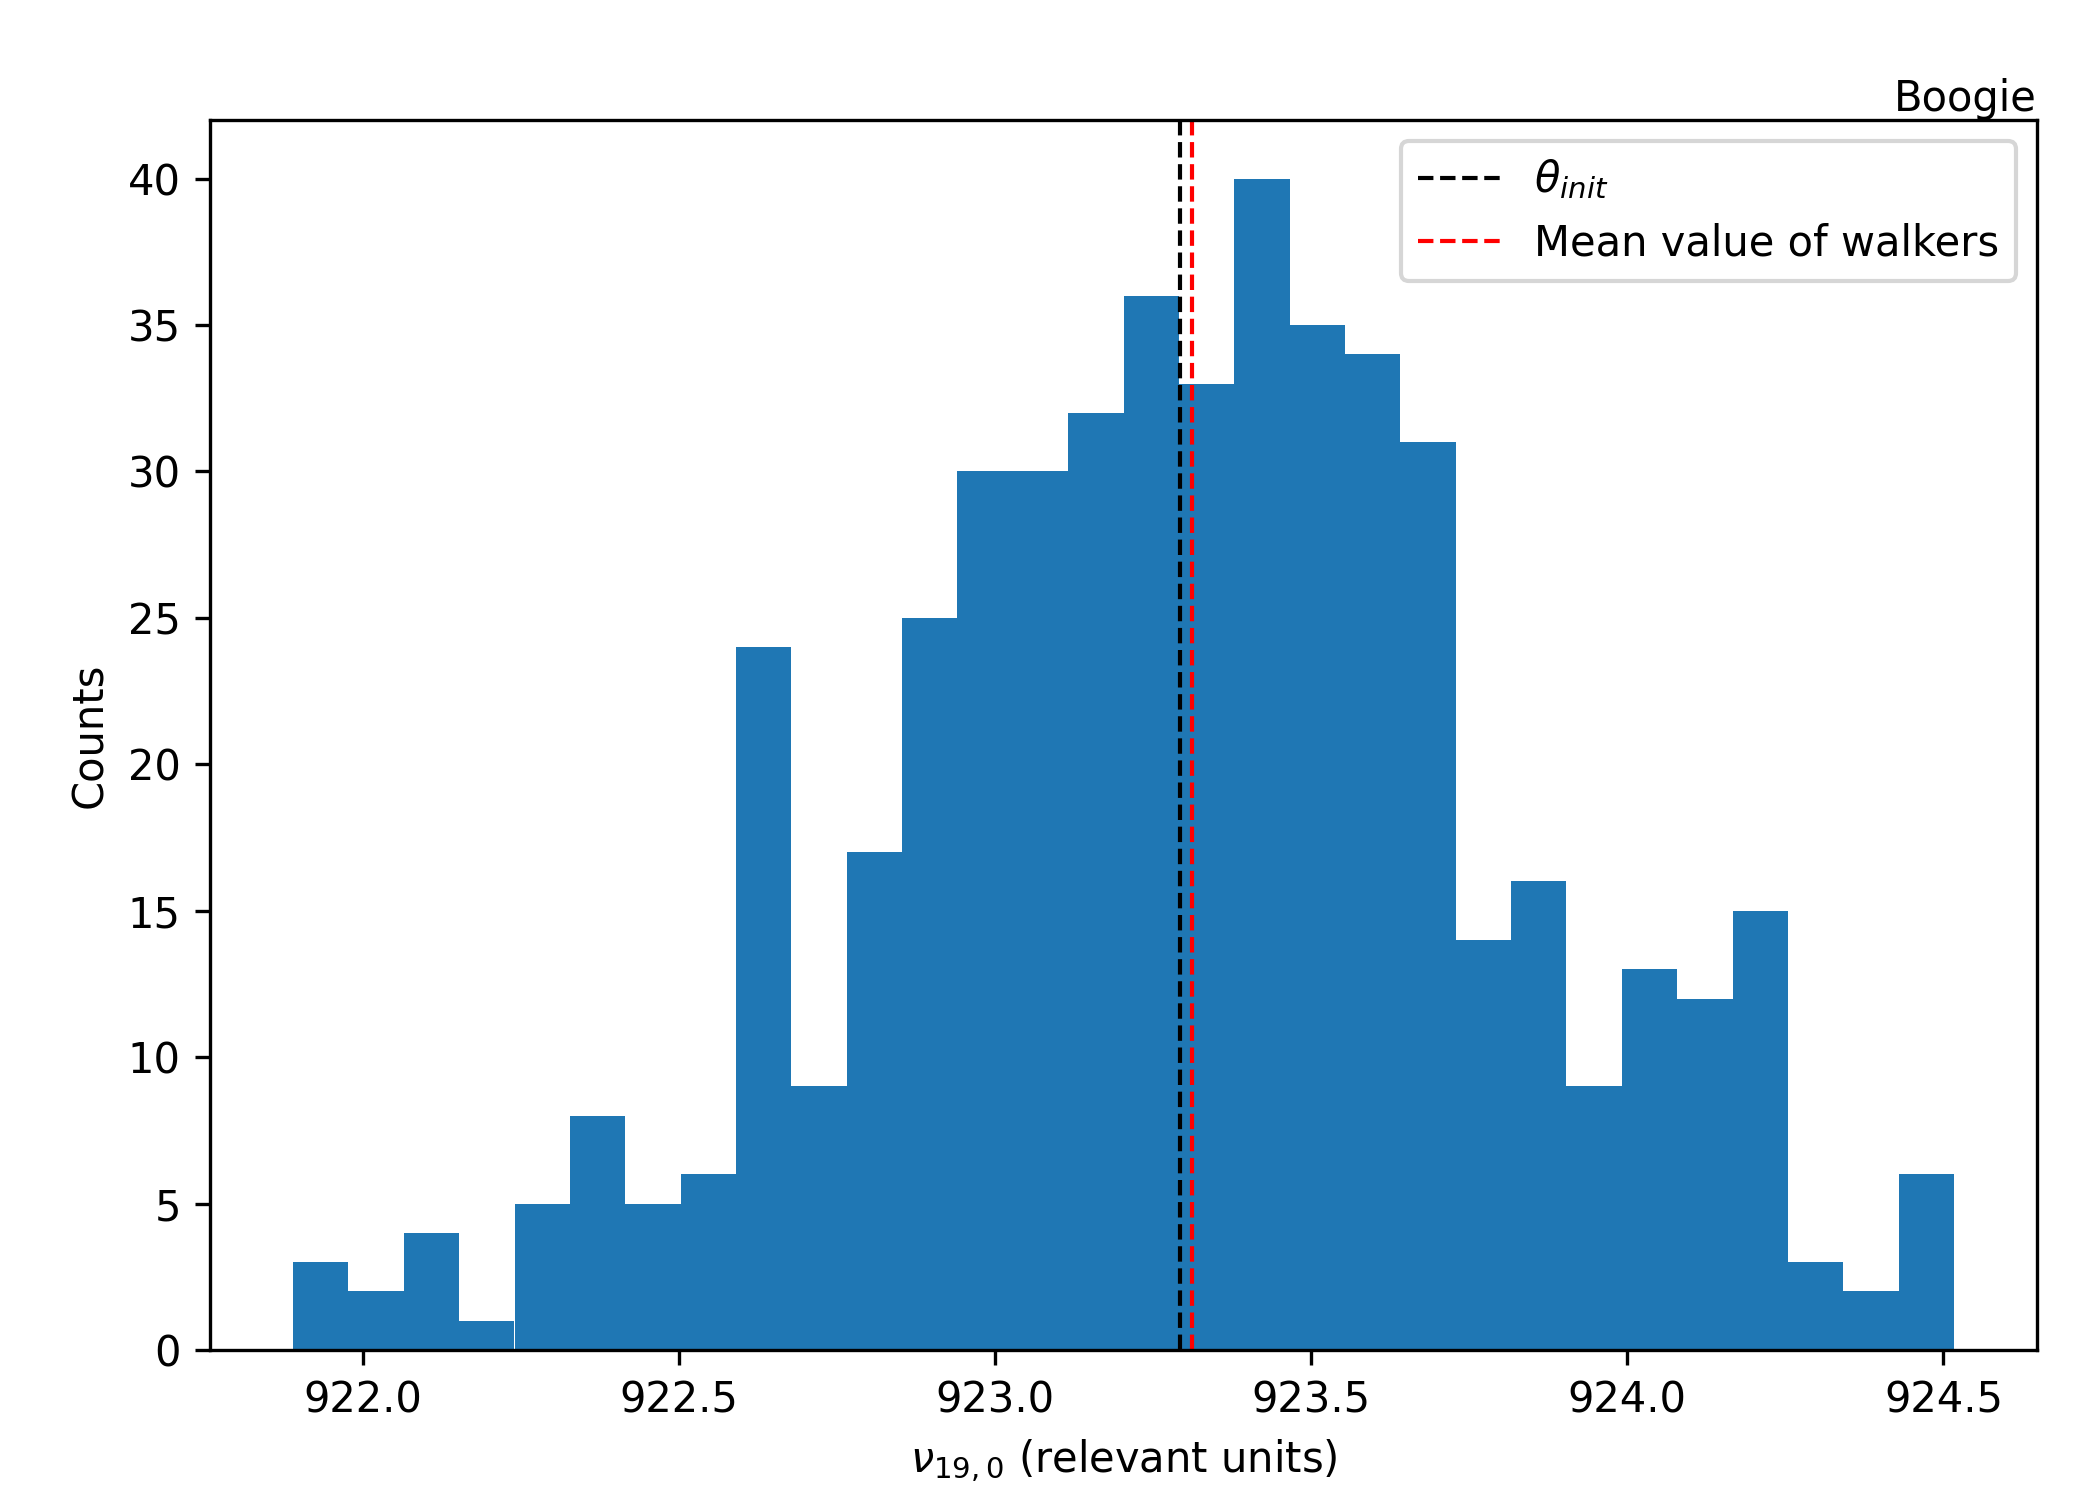 Boogie
θinit
Mean value of walkers
40
35
30
25
20
15
10
5
0
Counts
922.0 922.5 923.0 923.5 924.0 924.5
ν19, 0 (relevant units)